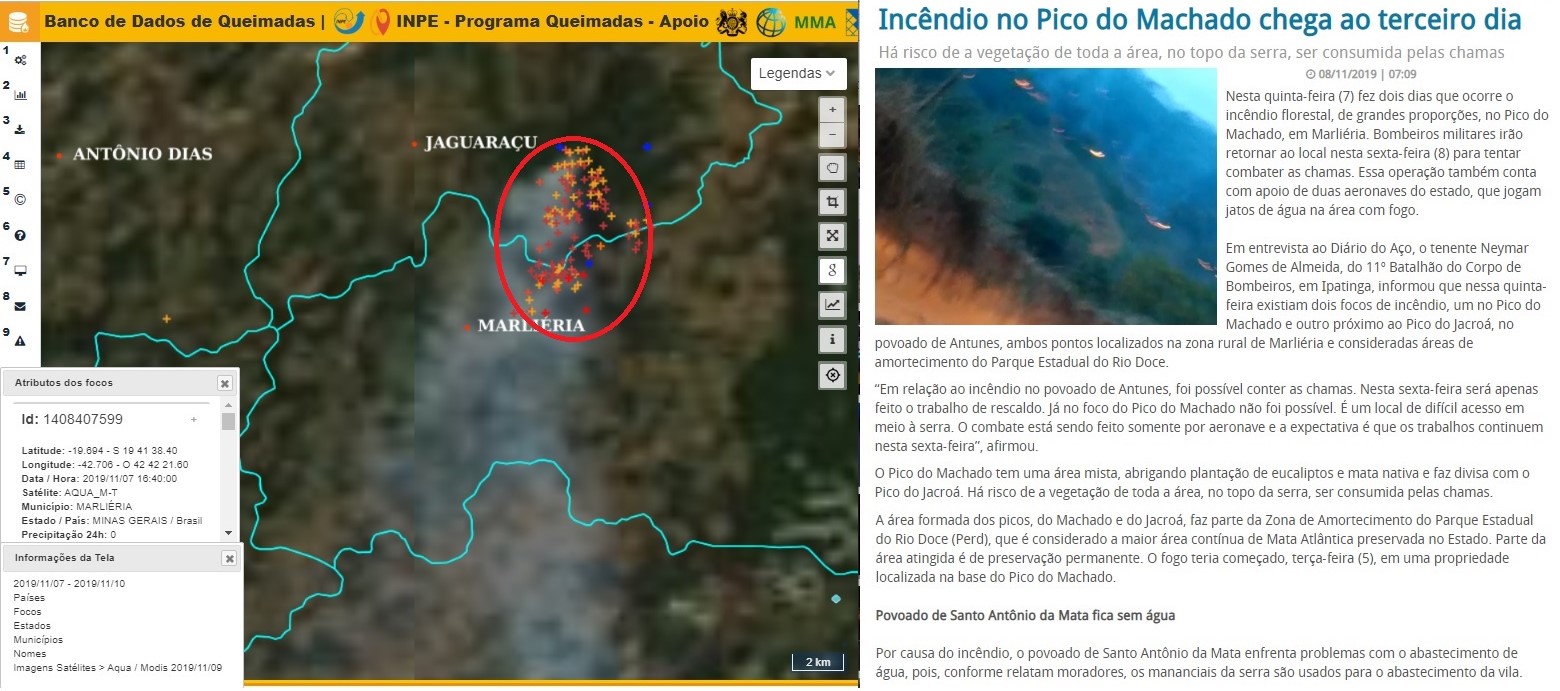 Banco de Dados de Queimadas | INPE - Programa Queimadas - Apoio MMA
Legendas
1
2
3
4
5
6
7
8
9
ANTÔNIO DIAS
JAGUARAÇU
MARLIÉRIA
+
−
8
i
Atributos dos focos
Id: 1408407599 +
Latitude: -19.694 - S 19 41 38.40
Longitude: -42.706 - O 42 42 21.60
Data / Hora: 2019/11/07 16:40:00
Satélite: AQUA_M-T
Município: MARLIÉRIA
Estado / País: MINAS GERAIS / Brasil
Precipitação 24h: 0
Informações da Tela
2019/11/07 - 2019/11/10
Países
Focos
Estados
Municípios
Nomes
Imagens Satélites > Aqua / Modis 2019/11/09
2 km
Incêndio no Pico do Machado chega ao terceiro dia
Há risco de a vegetação de toda a área, no topo da serra, ser consumida pelas chamas
08/11/2019 | 07:09
Nesta quinta-feira (7) fez dois dias que ocorre o
incêndio florestal, de grandes proporções, no Pico do
Machado, em Marliéria. Bombeiros militares irão
retornar ao local nesta sexta-feira (8) para tentar
combater as chamas. Essa operação também conta
com apoio de duas aeronaves do estado, que jogam
jatos de água na área com fogo.
Em entrevista ao Diário do Aço, o tenente Neymar
Gomes de Almeida, do 11º Batalhão do Corpo de
Bombeiros, em Ipatinga, informou que nessa quinta-
feira existiam dois focos de incêndio, um no Pico do
Machado e outro próximo ao Pico do Jacroá, no
povoado de Antunes, ambos pontos localizados na zona rural de Marliéria e consideradas áreas de
amortecimento do Parque Estadual do Rio Doce.
“Em relação ao incêndio no povoado de Antunes, foi possível conter as chamas. Nesta sexta-feira será apenas
feito o trabalho de rescaldo. Já no foco do Pico do Machado não foi possível. É um local de difícil acesso em
meio à serra. O combate está sendo feito somente por aeronave e a expectativa é que os trabalhos continuem
nesta sexta-feira”, afirmou.
O Pico do Machado tem uma área mista, abrigando plantação de eucaliptos e mata nativa e faz divisa com o
Pico do Jacroá. Há risco de a vegetação de toda a área, no topo da serra, ser consumida pelas chamas.
A área formada dos picos, do Machado e do Jacroá, faz parte da Zona de Amortecimento do Parque Estadual
do Rio Doce (Perd), que é considerado a maior área contínua de Mata Atlântica preservada no Estado. Parte da
área atingida é de preservação permanente. O fogo teria começado, terça-feira (5), em uma propriedade
localizada na base do Pico do Machado.
Povoado de Santo Antônio da Mata fica sem água
Por causa do incêndio, o povoado de Santo Antônio da Mata enfrenta problemas com o abastecimento de
água, pois, conforme relatam moradores, os mananciais da serra são usados para o abastecimento da vila.